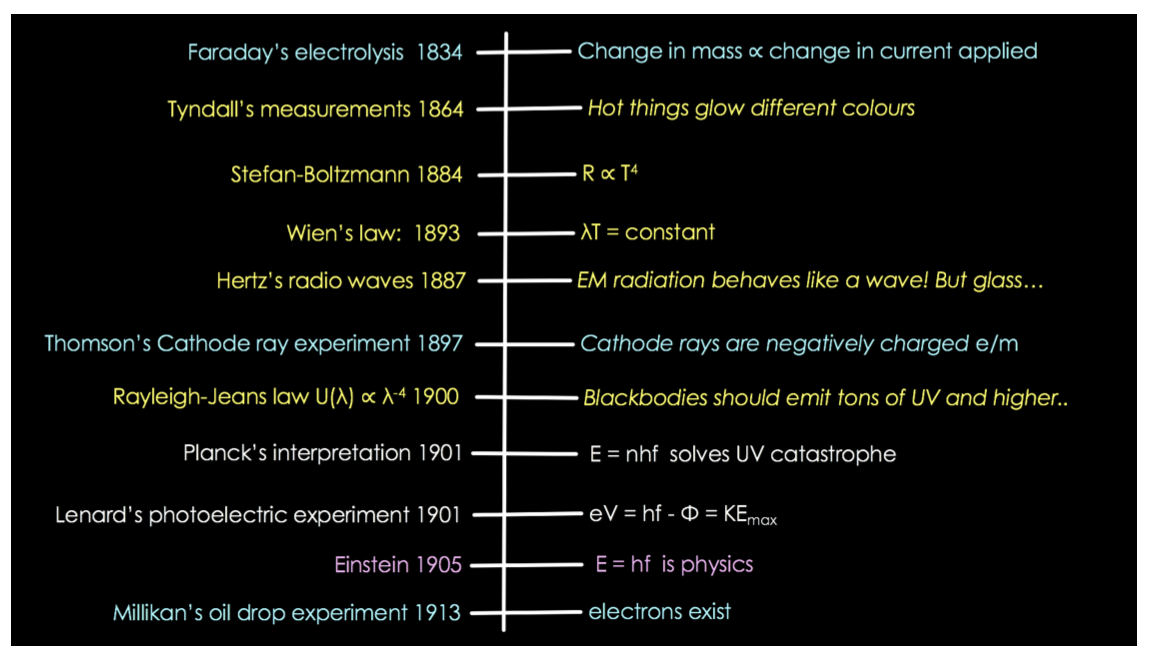 Faraday's electrolysis 1834 Change in mass ∝ change in current applied
Tyndall's measurements 1864 Hot things glow different colours
Stefan-Boltzmann 1884 R ∝ T⁴
Wien's law: 1893 λT = constant
Hertz's radio waves 1887 EM radiation behaves like a wave! But glass…
Thomson's Cathode ray experiment 1897 Cathode rays are negatively charged e/m
Rayleigh-Jeans law U(λ) ∝ λ⁻⁴ 1900 Blackbodies should emit tons of UV and higher..
Planck's interpretation 1901 E = nhf solves UV catastrophe
Lenard's photoelectric experiment 1901 eV = hf - Φ = KEmax
Einstein 1905 E = hf is physics
Millikan's oil drop experiment 1913 electrons exist